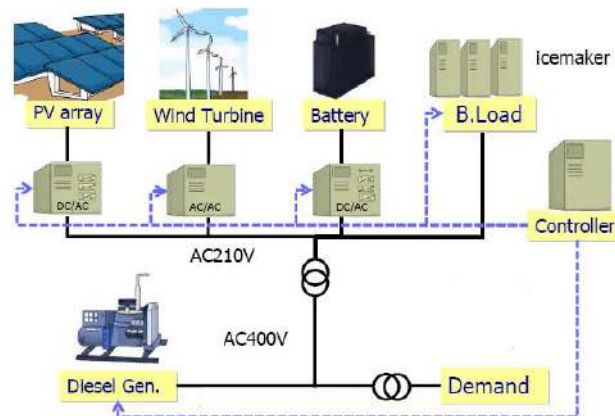 icemaker
PV array
Wind Turbine
Battery
B.Load
DC/AC
AC/AC
DC/AC
Controller
AC210V
AC400V
Diesel Gen.
Demand